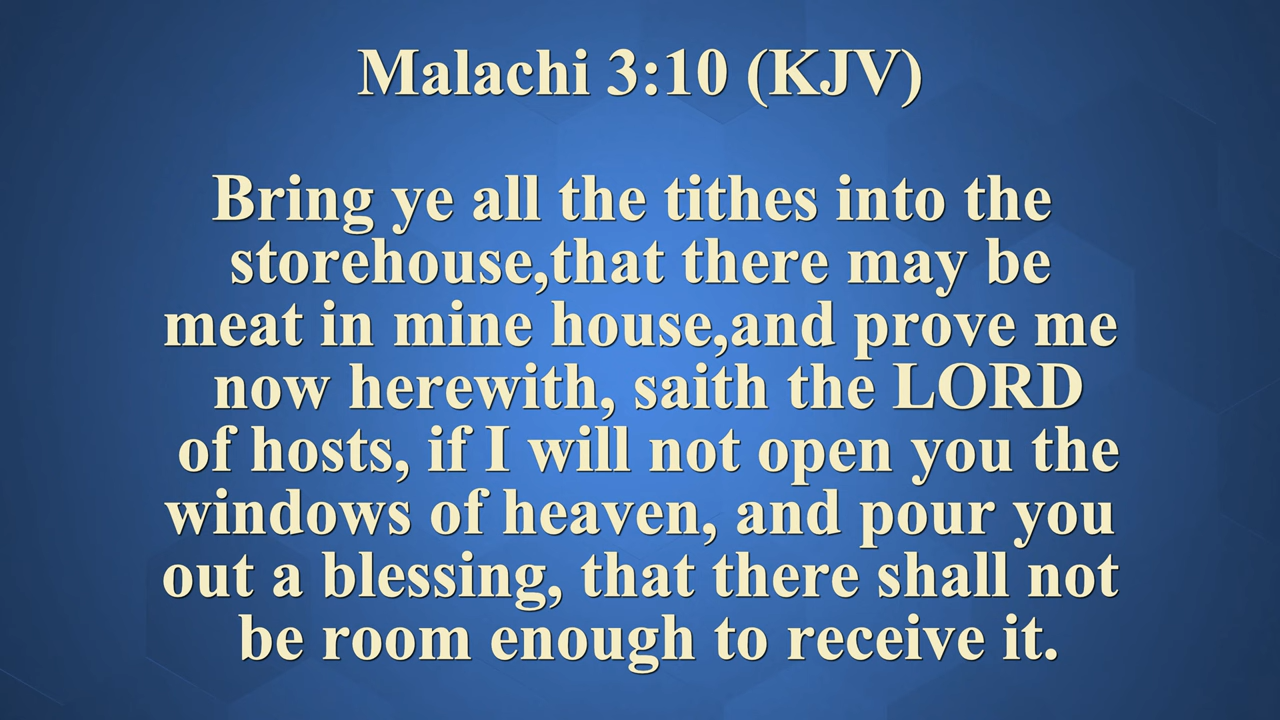 Malachi 3:10 (KJV)
Bring ye all the tithes into the
storehouse,that there may be
meat in mine house,and prove me
now herewith, saith the LORD
of hosts, if I will not open you the
windows of heaven, and pour you
out a blessing, that there shall not
be room enough to receive it.